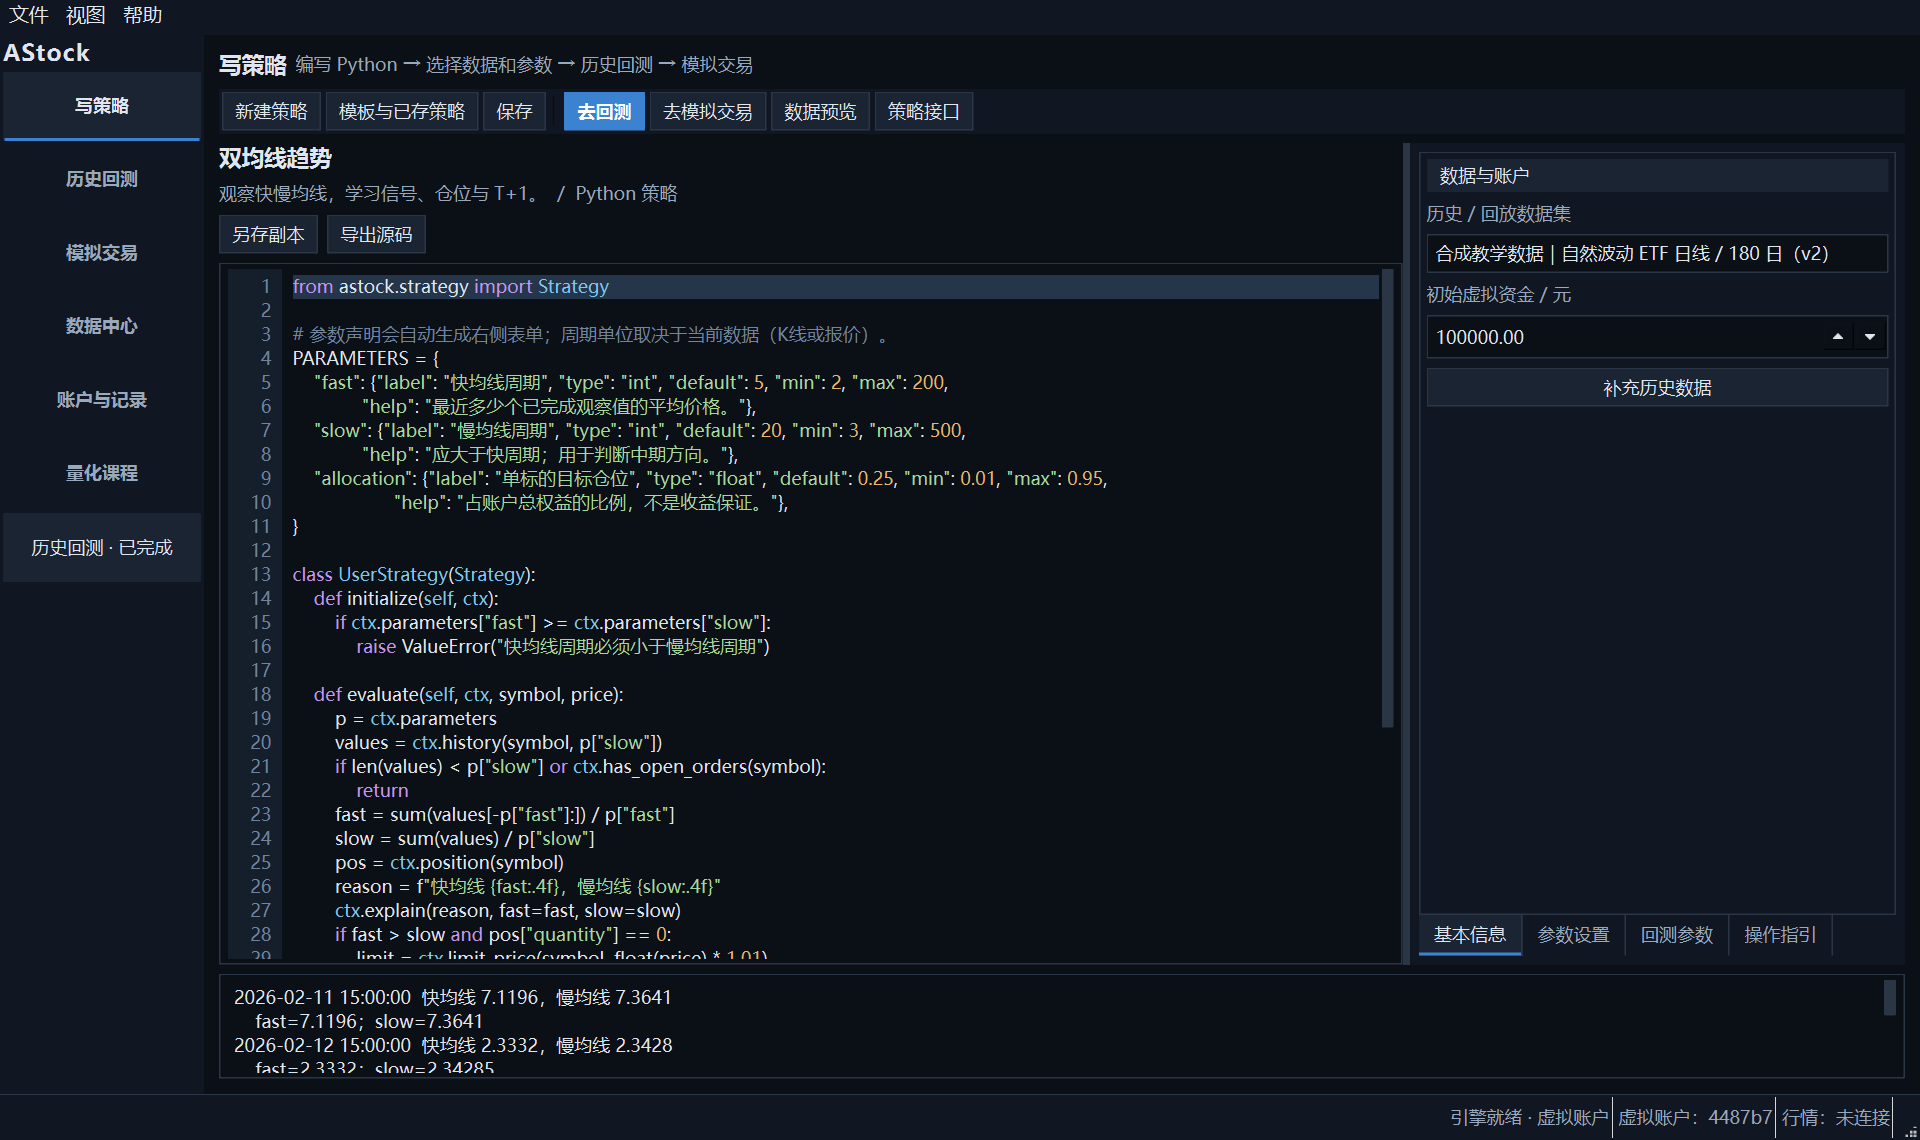 文件 视图 帮助
AStock
写策略
历史回测
模拟交易
数据中心
账户与记录
量化课程
历史回测 · 已完成
写策略 编写 Python → 选择数据和参数 → 历史回测 → 模拟交易
新建策略 模板与已存策略 保存 去回测 去模拟交易 数据预览 策略接口
双均线趋势
观察快慢均线，学习信号、仓位与 T+1。 / Python 策略
另存副本 导出源码
1 from astock.strategy import Strategy
2
3 # 参数声明会自动生成右侧表单；周期单位取决于当前数据（K线或报价）。
4 PARAMETERS = {
5 "fast": {"label": "快均线周期", "type": "int", "default": 5, "min": 2, "max": 200,
6 "help": "最近多少个已完成观察值的平均价格。"},
7 "slow": {"label": "慢均线周期", "type": "int", "default": 20, "min": 3, "max": 500,
8 "help": "应大于快周期；用于判断中期方向。"},
9 "allocation": {"label": "单标的目标仓位", "type": "float", "default": 0.25, "min": 0.01, "max": 0.95,
10 "help": "占账户总权益的比例，不是收益保证。"},
11 }
12
13 class UserStrategy(Strategy):
14 def initialize(self, ctx):
15 if ctx.parameters["fast"] >= ctx.parameters["slow"]:
16 raise ValueError("快均线周期必须小于慢均线周期")
17
18 def evaluate(self, ctx, symbol, price):
19 p = ctx.parameters
20 values = ctx.history(symbol, p["slow"])
21 if len(values) < p["slow"] or ctx.has_open_orders(symbol):
22 return
23 fast = sum(values[-p["fast"]:]) / p["fast"]
24 slow = sum(values) / p["slow"]
25 pos = ctx.position(symbol)
26 reason = f"快均线 {fast:.4f}，慢均线 {slow:.4f}"
27 ctx.explain(reason, fast=fast, slow=slow)
28 if fast > slow and pos["quantity"] == 0:
29 limit = ctx.limit_price(symbol, float(price) * 1.01)
数据与账户
历史 / 回放数据集
合成教学数据 | 自然波动 ETF 日线 / 180 日（v2）
初始虚拟资金 / 元
100000.00
补充历史数据
基本信息 参数设置 回测参数 操作指引
2026-02-11 15:00:00 快均线 7.1196，慢均线 7.3641
fast=7.1196；slow=7.3641
2026-02-12 15:00:00 快均线 2.3332，慢均线 2.3428
fast=2.3332；slow=2.34285
引擎就绪 · 虚拟账户 虚拟账户：4487b7 行情：未连接